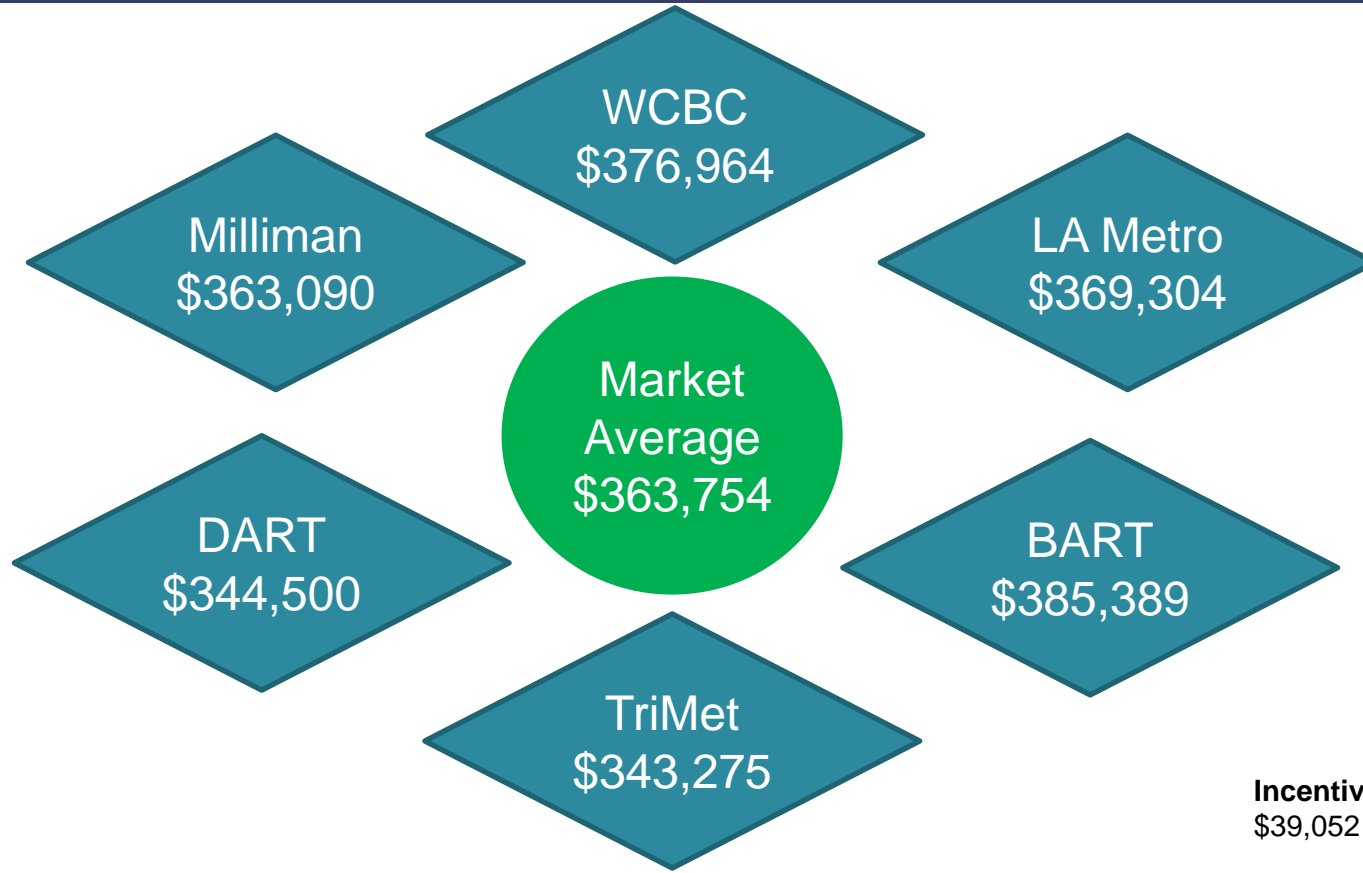 WCBC
$376,964
Milliman
$363,090
LA Metro
$369,304
Market
Average
$363,754
DART
$344,500
BART
$385,389
TriMet
$343,275
Incentiv
$39,052